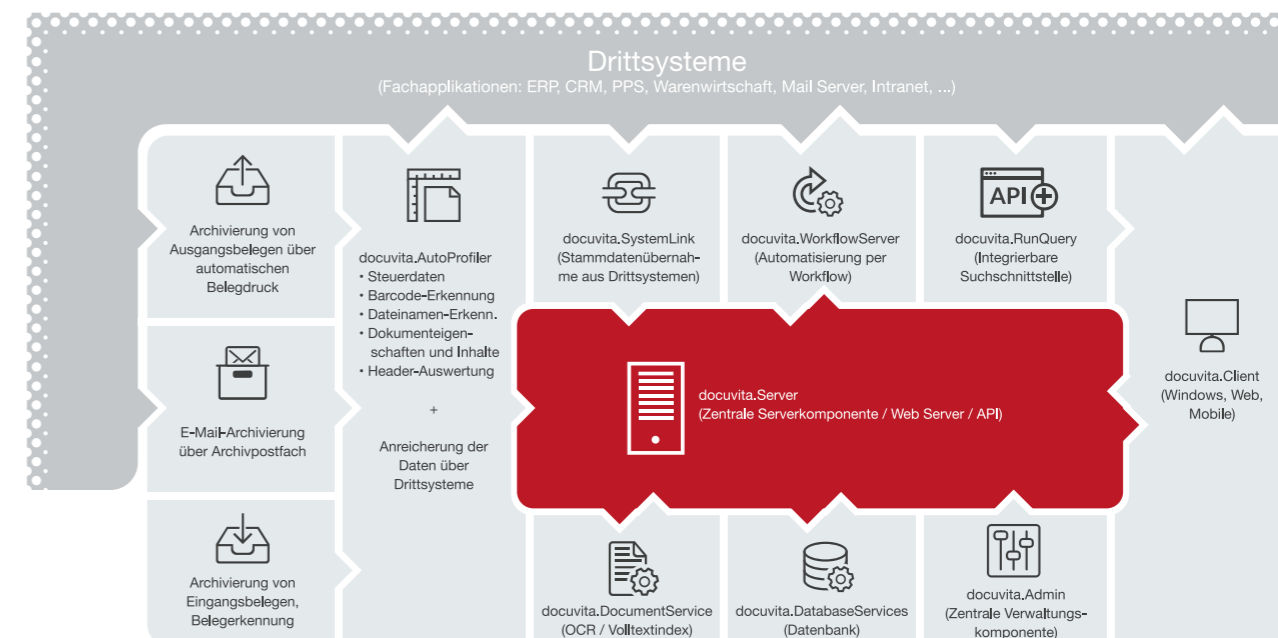 Drittsysteme
(Fachapplikationen: ERP, CRM, PPS, Warenwirtschaft, Mail Server, Intranet, ...)
Archivierung von
Ausgangsbelegen über
automatischen
Belegdruck
E-Mail-Archivierung
über Archivpostfach
Archivierung von
Eingangsbelegen,
Belegerkennung
docuvita.AutoProfiler
• Steuerdaten
• Barcode-Erkennung
• Dateinamen-Erkenn.
• Dokumenteigen-
schaften und Inhalte
• Header-Auswertung
+
Anreicherung der
Daten über
Drittsysteme
docuvita.SystemLink
(Stammdatenübernah-
me aus Drittsystemen)
docuvita.WorkflowServer
(Automatisierung per
Workflow)
API
docuvita.RunQuery
(Integrierbare
Suchschnittstelle)
docuvita.Server
(Zentrale Serverkomponente / Web Server / API)
docuvita.DocumentService
(OCR / Volltextindex)
docuvita.DatabaseServices
(Datenbank)
docuvita.Admin
(Zentrale Verwaltungs-
komponente)
docuvita.Client
(Windows, Web,
Mobile)